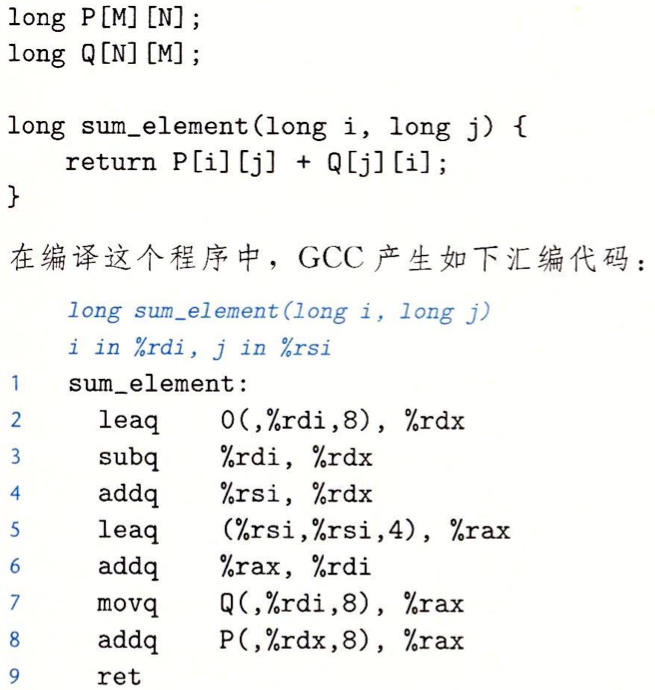 long P[M][N];
long Q[N][M];
long sum_element(long i, long j) {
    return P[i][j] + Q[j][i];
}
在编译这个程序中，GCC 产生如下汇编代码：
long sum_element(long i, long j)
i in %rdi, j in %rsi
1 sum_element:
2 leaq 0(,%rdi,8), %rdx
3 subq %rdi, %rdx
4 addq %rsi, %rdx
5 leaq (%rsi,%rsi,4), %rax
6 addq %rax, %rdi
7 movq Q(,%rdi,8), %rax
8 addq P(,%rdx,8), %rax
9 ret